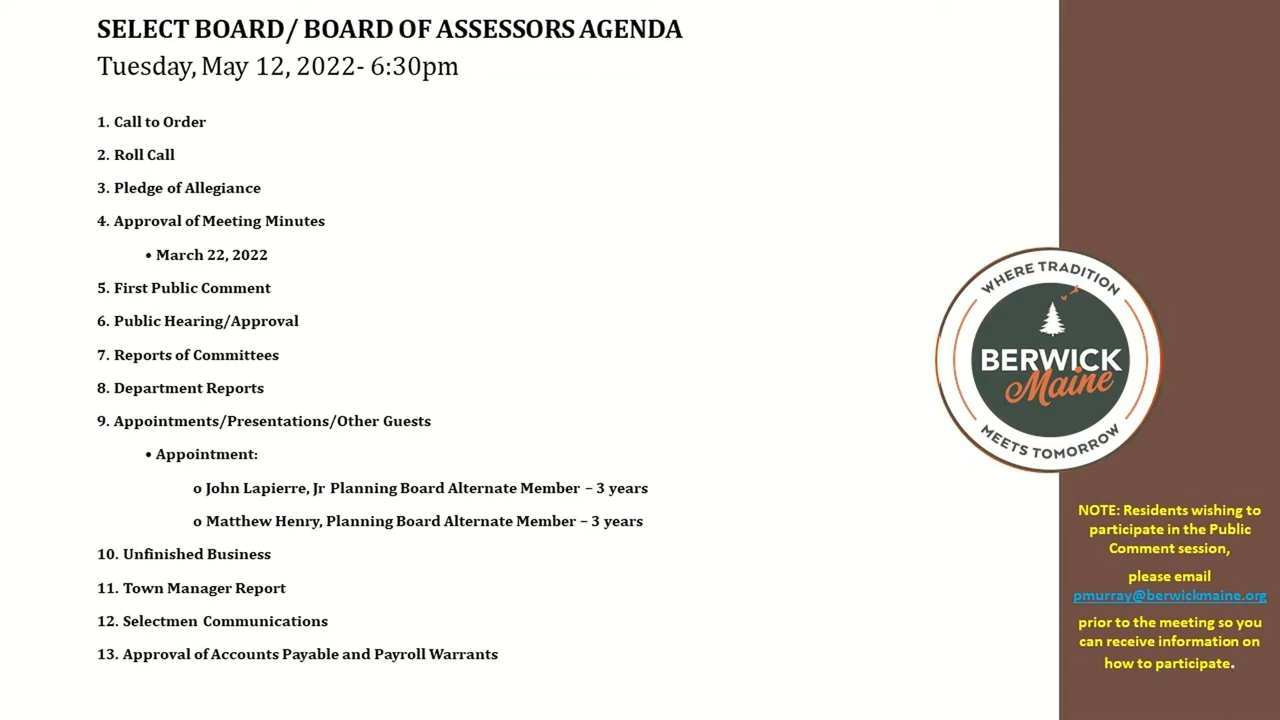 SELECT BOARD/ BOARD OF ASSESSORS AGENDA
Tuesday, May 12, 2022- 6:30pm
1. Call to Order
2. Roll Call
3. Pledge of Allegiance
4. Approval of Meeting Minutes
• March 22, 2022
5. First Public Comment
6. Public Hearing/Approval
7. Reports of Committees
8. Department Reports
9. Appointments/Presentations/Other Guests
• Appointment:
o John Lapierre, Jr Planning Board Alternate Member – 3 years
o Matthew Henry, Planning Board Alternate Member – 3 years
10. Unfinished Business
11. Town Manager Report
12. Selectmen Communications
13. Approval of Accounts Payable and Payroll Warrants
WHERE TRADITION
BERWICK
Maine
MEETS TOMORROW
NOTE: Residents wishing to
participate in the Public
Comment session,
please email
pmurray@berwickmaine.org
prior to the meeting so you
can receive information on
how to participate.